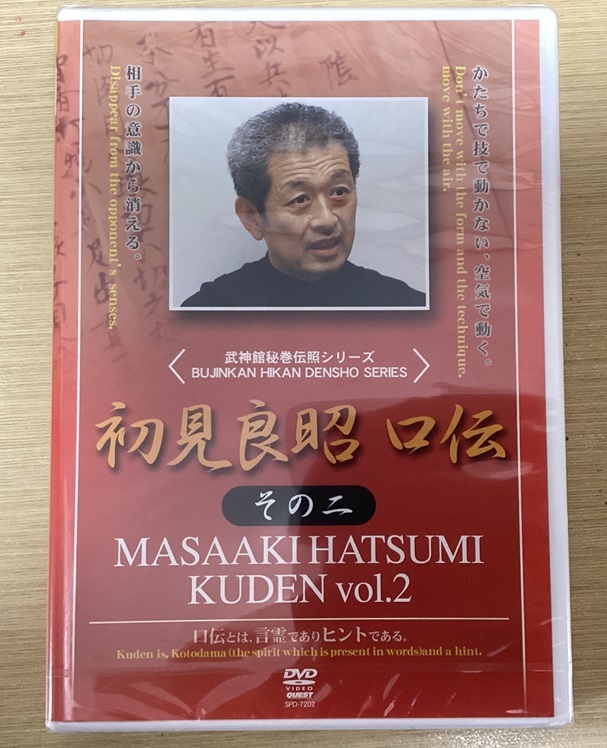 かたちで技で動かない、空気で動く。
Don't move with the form and the technique,
move with the air.
相手の意識から消える。
Disappear from the opponent's senses.
武神館秘巻伝照シリーズ
BUJINKAN HIKAN DENSHO SERIES
初見良昭 口伝
その二
MASAAKI HATSUMI
KUDEN vol.2
口伝とは、言霊でありヒントである。
Kuden is, Kotodama (the spirit which is present in words) and a hint.
DVD
VIDEO
QUEST
SPD-7202